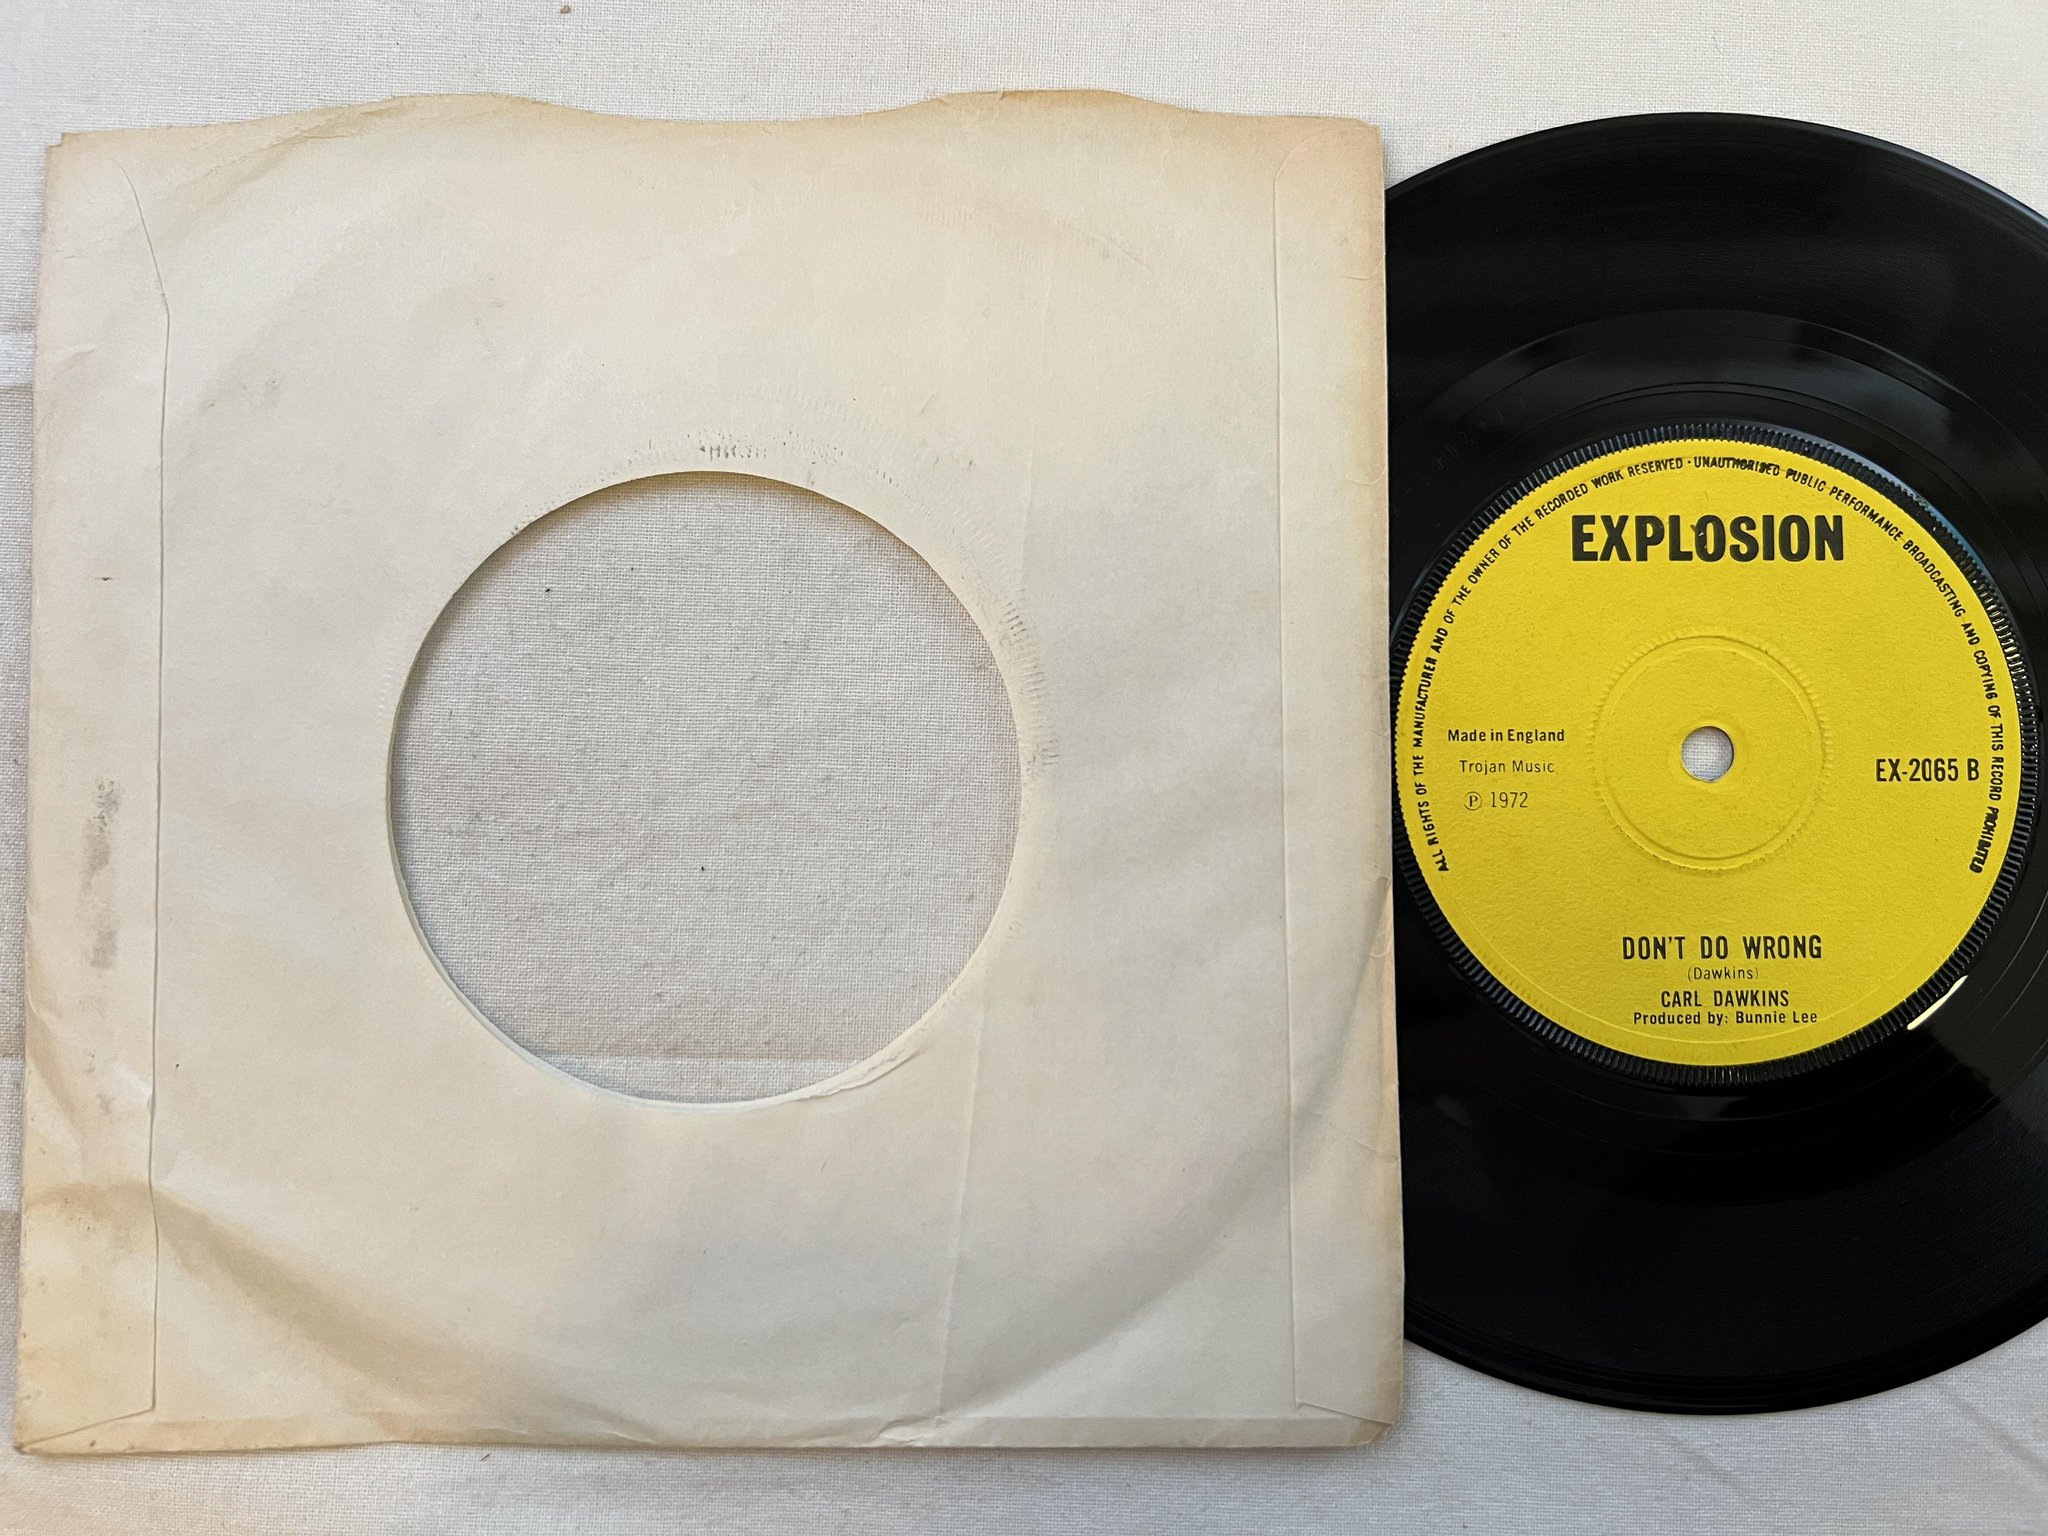 ALL RIGHTS OF THE MANUFACTURER AND OF THE OWNER OF THE RECORDED WORK RESERVED · UNAUTHORISED PUBLIC PERFORMANCE BROADCASTING AND COPYING OF THIS RECORD PROHIBITED
EXPLOSION
Made in England
Trojan Music
℗ 1972
EX-2065 B
DON'T DO WRONG
(Dawkins)
CARL DAWKINS
Produced by: Bunnie Lee